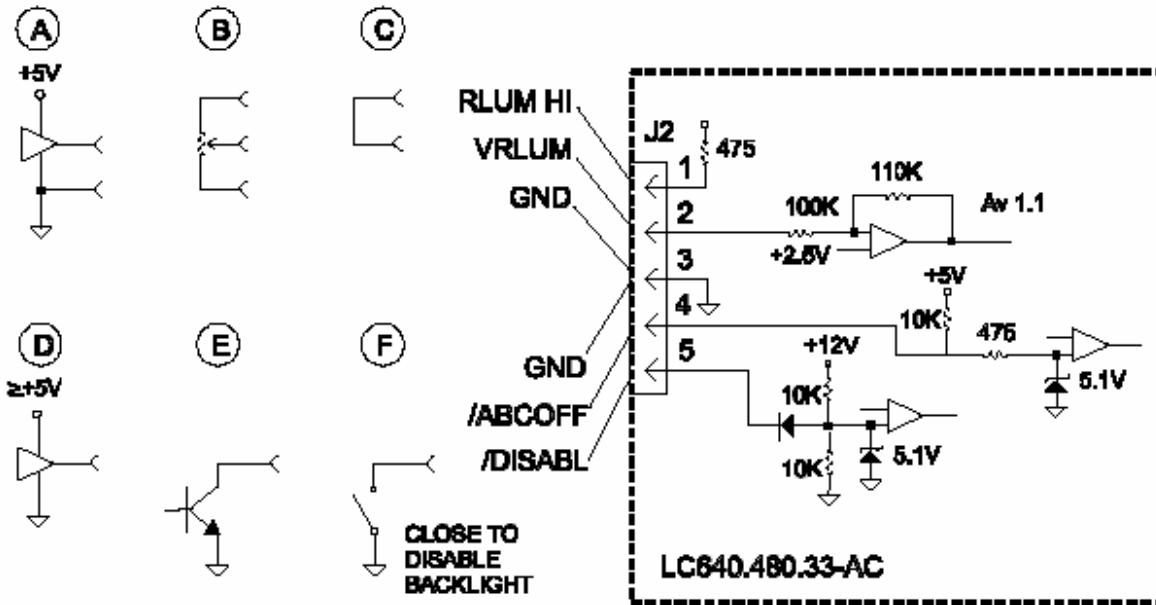 A
B
C
+5V
RLUM HI
VRLUM
GND
J2
1
475
2
100K
110K
Av 1.1
+2.5V
3
4
+5V
10K
475
5.1V
5
+12V
10K
10K
5.1V
GND
/ABCOFF
/DISABL
D
E
F
≥+5V
CLOSE TO
DISABLE
BACKLIGHT
LC640.480.33-AC